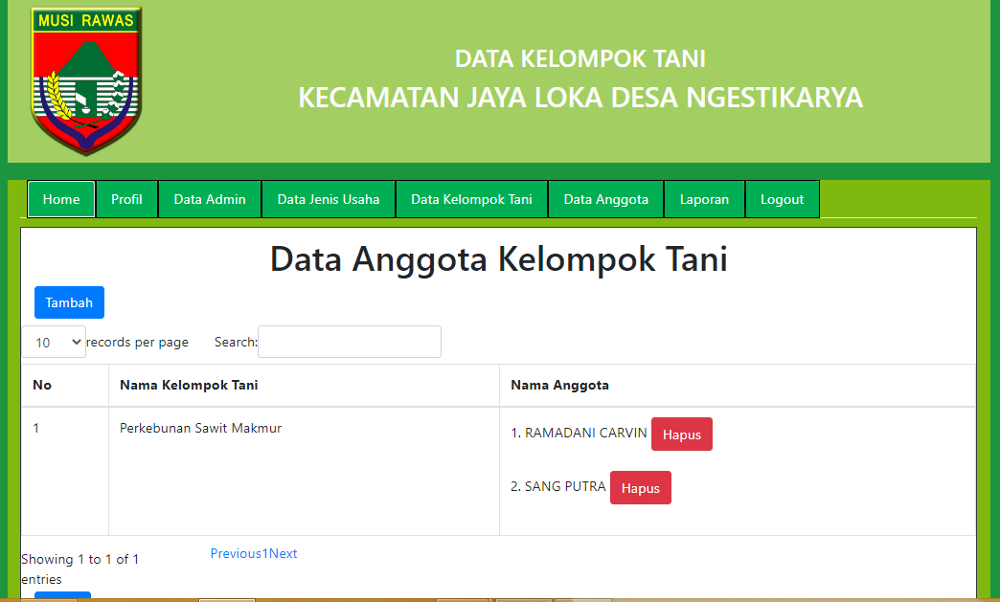 MUSI RAWAS
DATA KELOMPOK TANI
KECAMATAN JAYA LOKA DESA NGESTIKARYA
Home Profil Data Admin Data Jenis Usaha Data Kelompok Tani Data Anggota Laporan Logout
Data Anggota Kelompok Tani
Tambah
10 records per page Search:
No Nama Kelompok Tani Nama Anggota
1 Perkebunan Sawit Makmur 1. RAMADANI CARVIN Hapus
2. SANG PUTRA Hapus
Showing 1 to 1 of 1 Previous1Next
entries